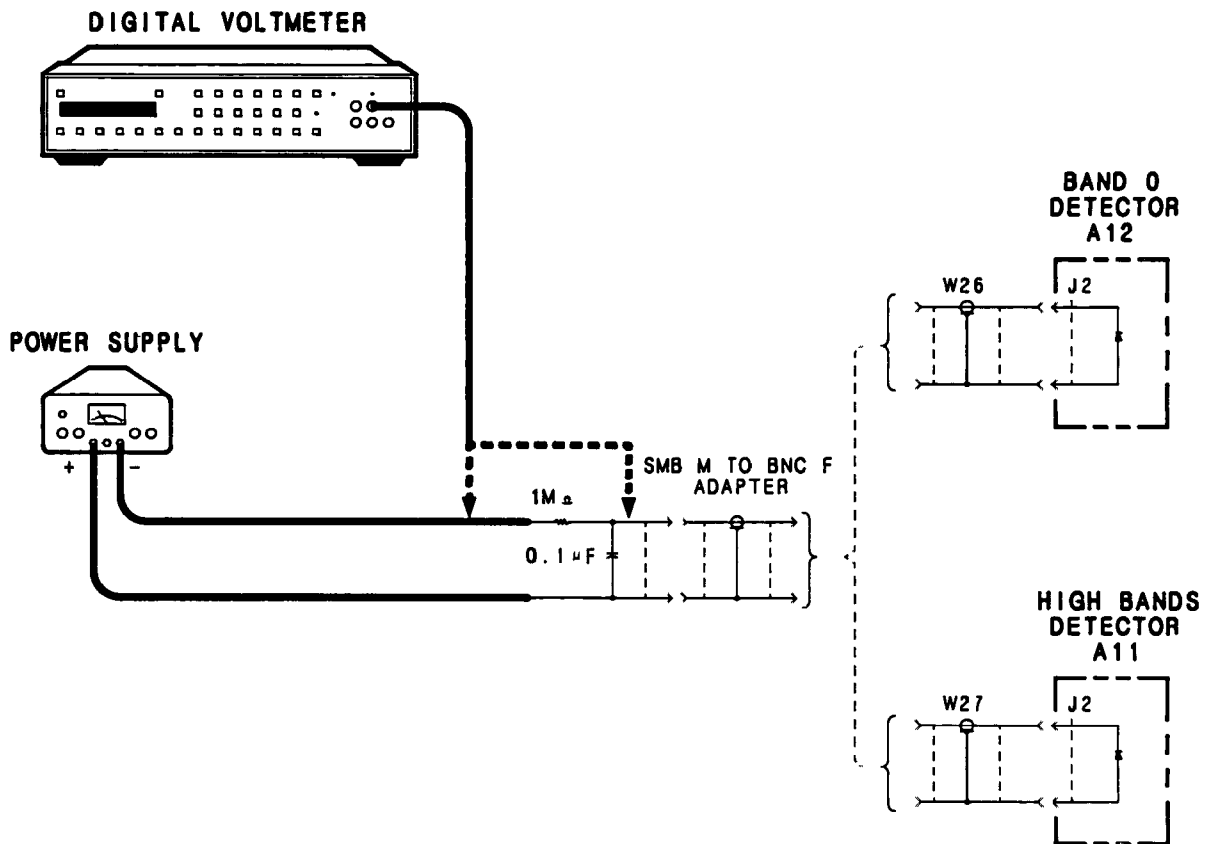 DIGITAL VOLTMETER
BAND 0
DETECTOR
A12
W26
J2
POWER SUPPLY
+
-
SMB M TO BNC F
ADAPTER
1MΩ
0.1μF
HIGH BANDS
DETECTOR
A11
W27
J2